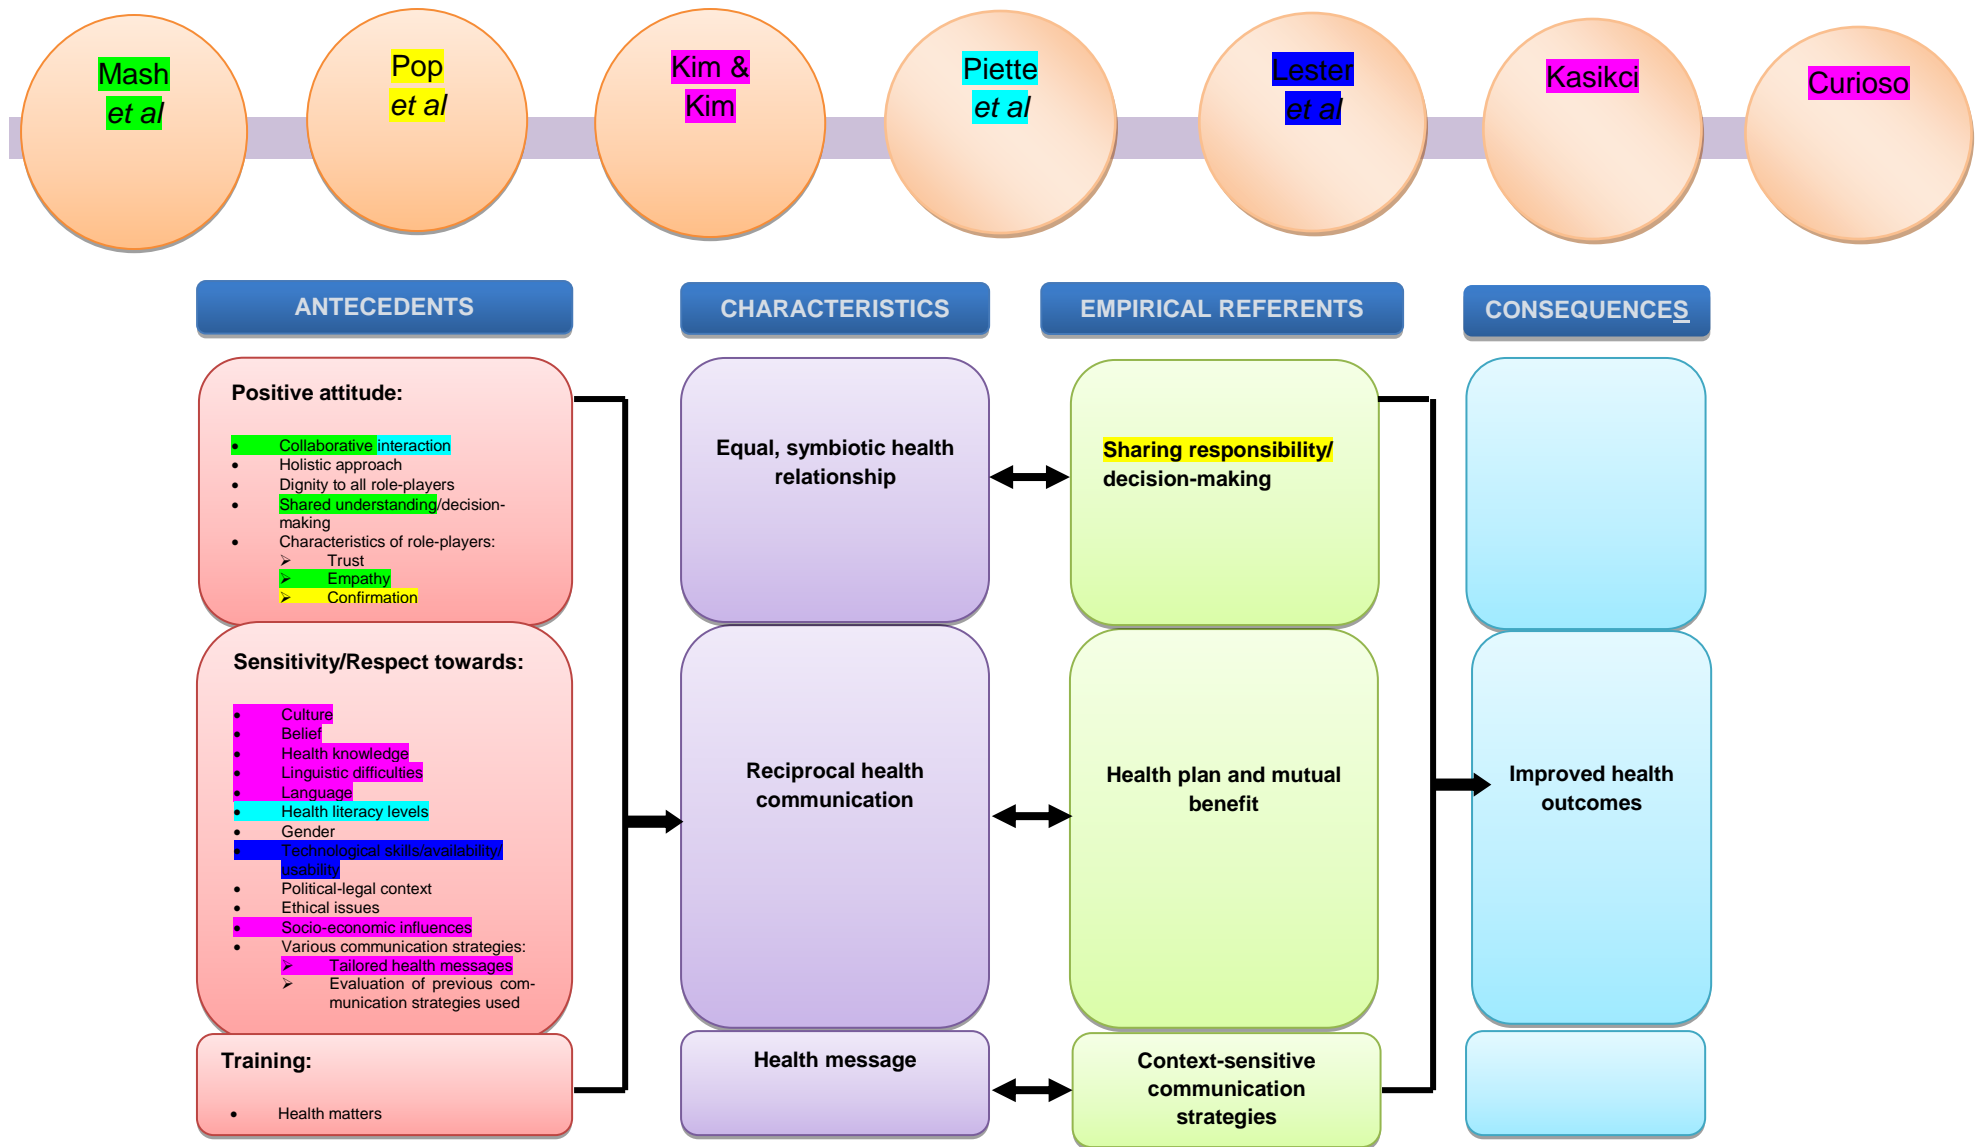 Mash
et al
Pop
et al
Kim &
Kim
Piette
et al
Lester
et al
Kasikci
Curioso
ANTECEDENTS
CHARACTERISTICS
EMPIRICAL REFERENTS
CONSEQUENCES
Positive attitude:
• Collaborative interaction
• Holistic approach
• Dignity to all role-players
• Shared understanding/decision-
making
• Characteristics of role-players:
➢ Trust
➢ Empathy
➢ Confirmation
Equal, symbiotic health
relationship
Sharing responsibility/
decision-making
Sensitivity/Respect towards:
• Culture
• Belief
• Health knowledge
• Linguistic difficulties
• Language
• Health literacy levels
• Gender
• Technological skills/availability/
usability
• Political-legal context
• Ethical issues
• Socio-economic influences
• Various communication strategies:
➢ Tailored health messages
➢ Evaluation of previous com-
munication strategies used
Reciprocal health
communication
Health plan and mutual
benefit
Improved health
outcomes
Training:
• Health matters
Health message
Context-sensitive
communication
strategies